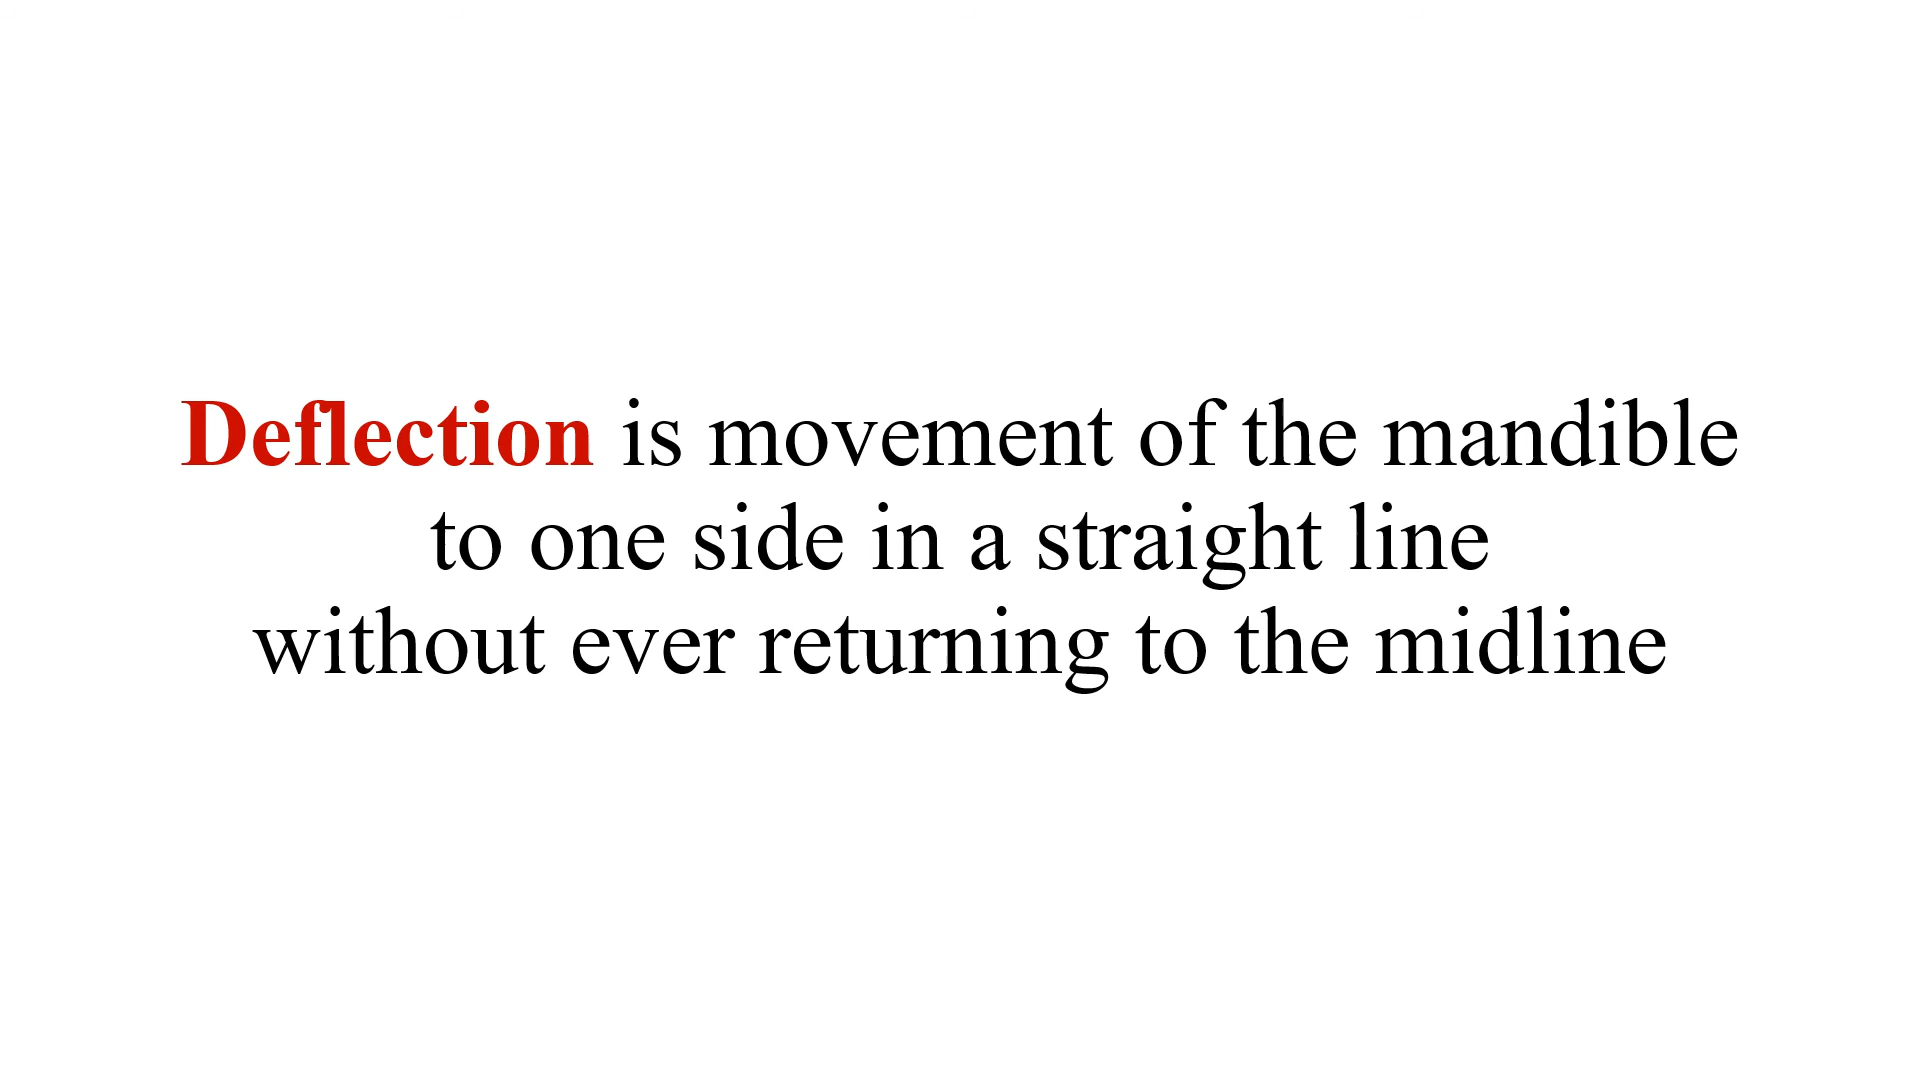 Deflection is movement of the mandible
to one side in a straight line
without ever returning to the midline